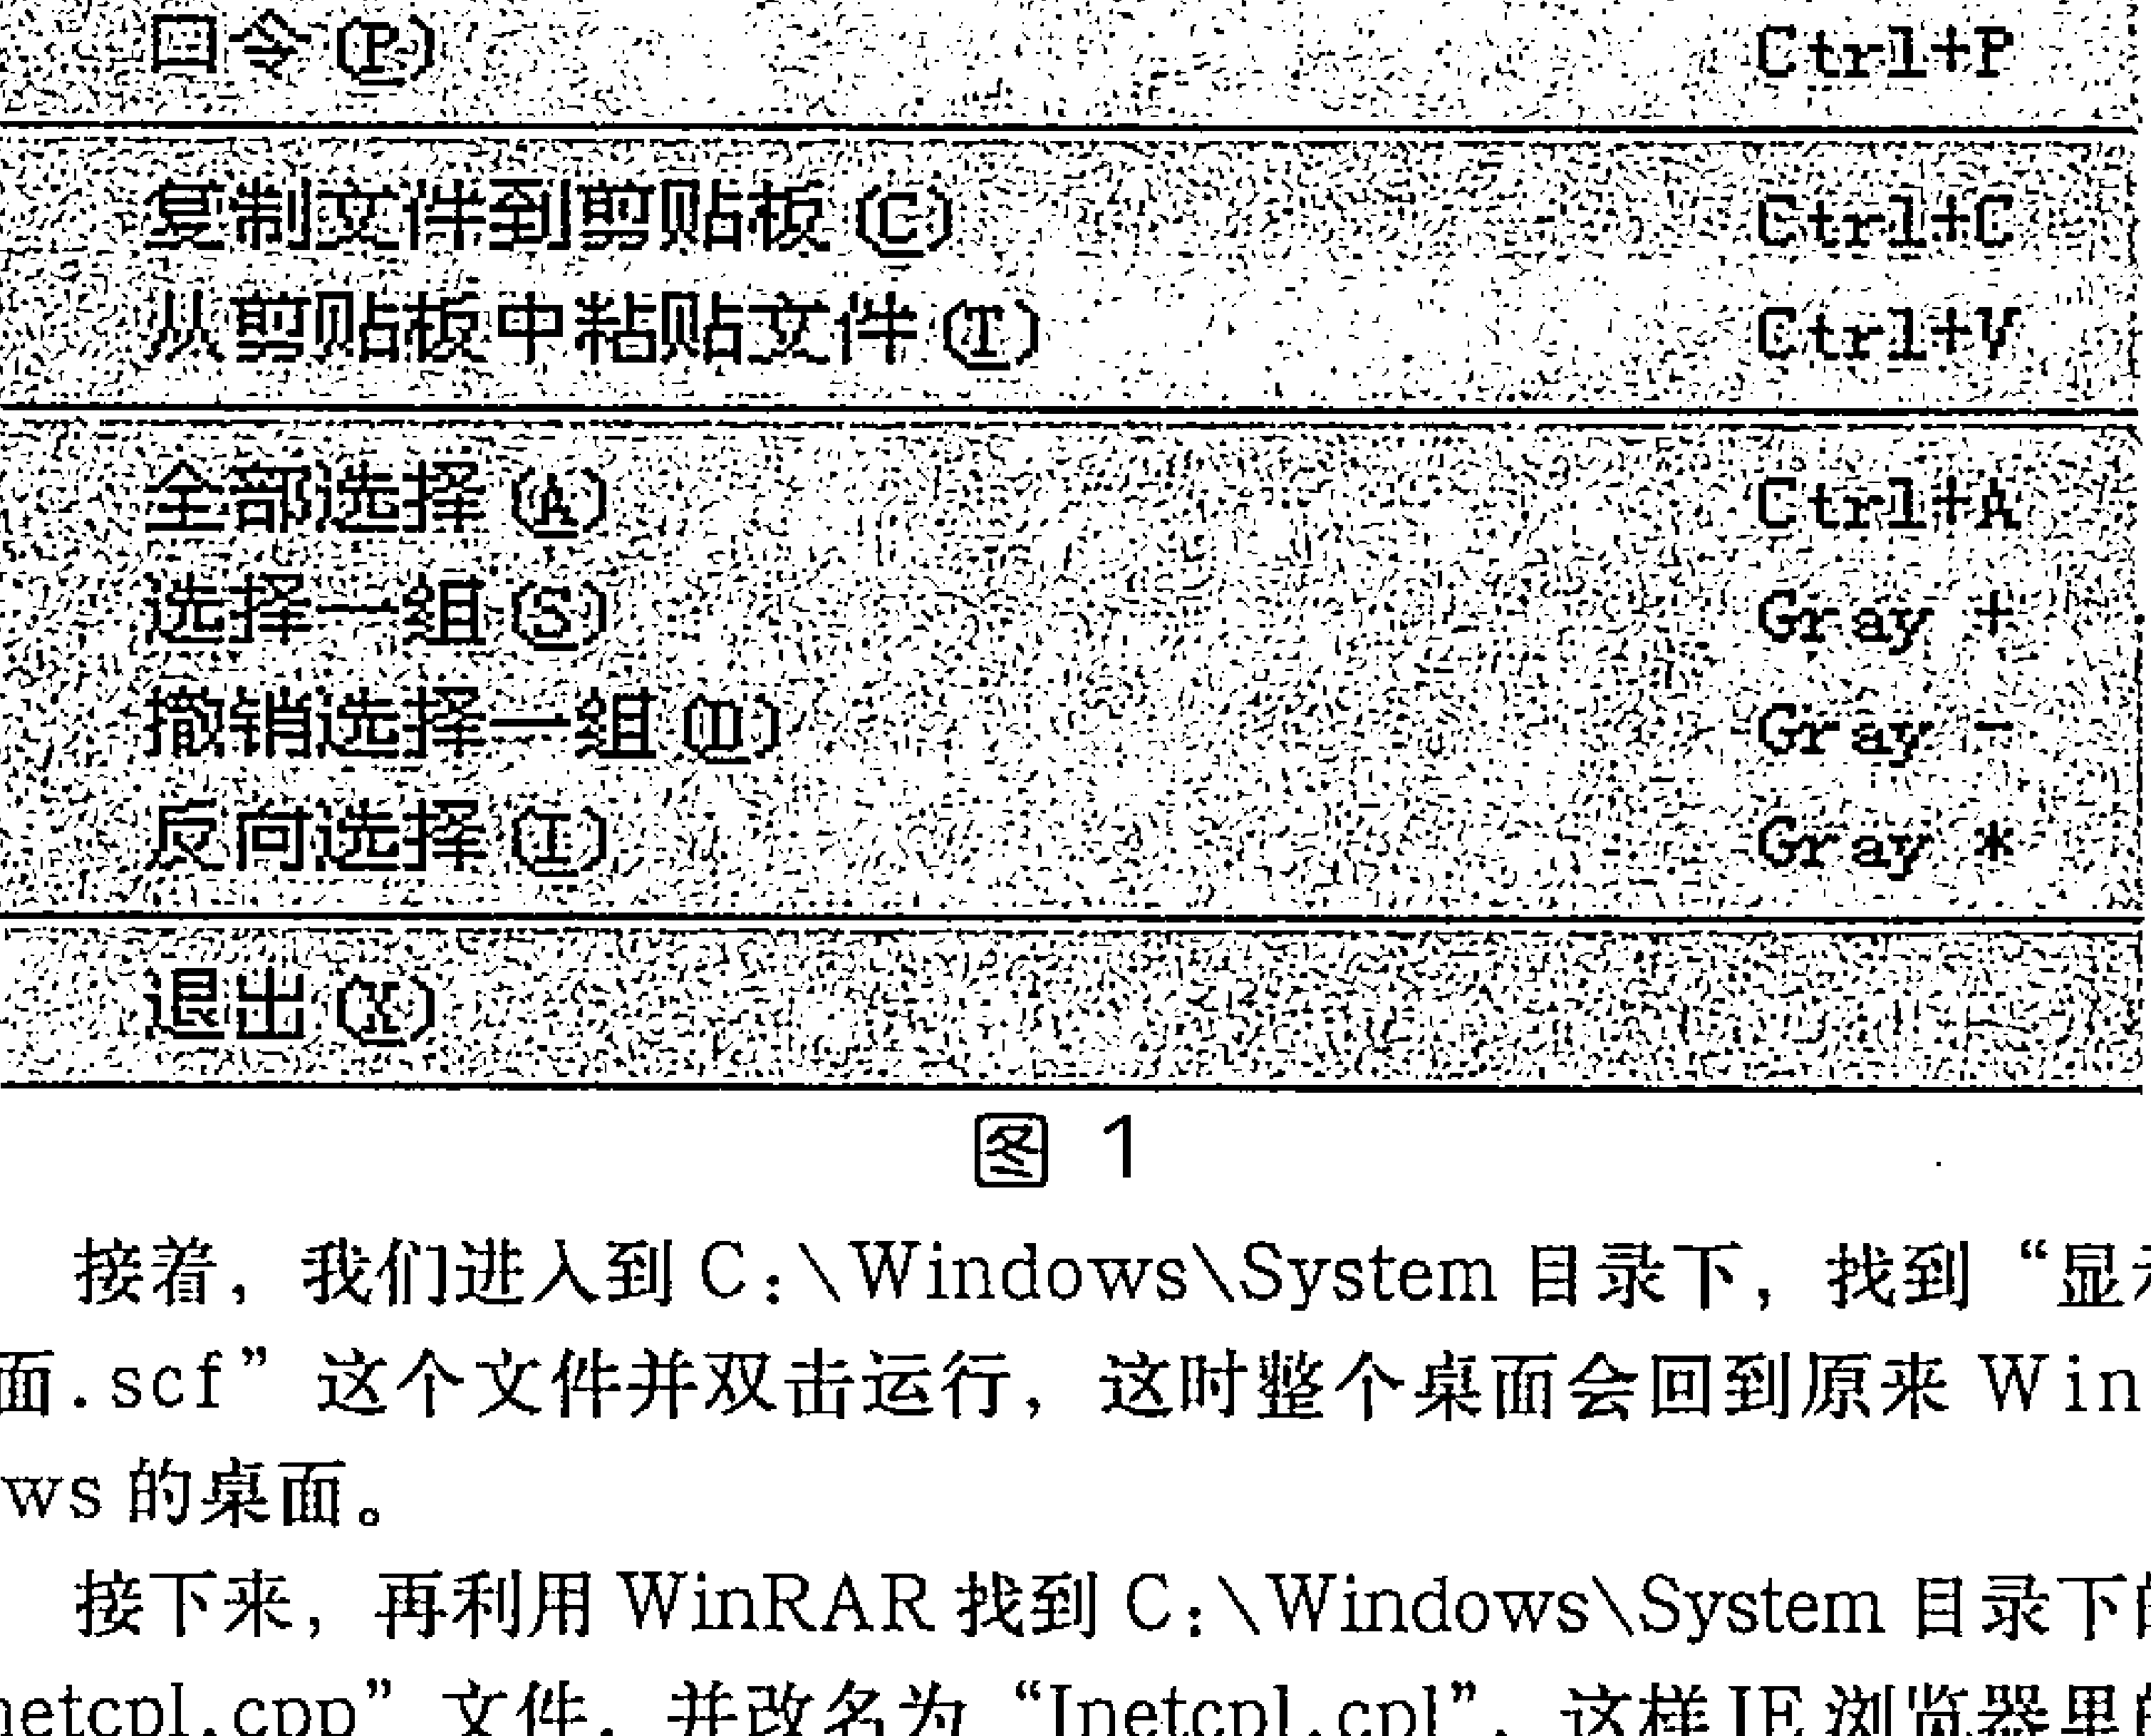 口令(P) Ctrl+P
复制文件到剪贴板(C) Ctrl+C
从剪贴板中粘贴文件(T) Ctrl+V
全部选择(A) Ctrl+A
选择一组(S) Gray +
撤销选择一组(D) Gray -
反向选择(I) Gray *
退出(X)
图 1
接着，我们进入到 C:\Windows\System 目录下，找到“显示
面.scf”这个文件并双击运行，这时整个桌面会回到原来 Win
ws 的桌面。
接下来，再利用 WinRAR 找到 C:\Windows\System 目录下的
netcpl.cpp”文件，并改名为“Inetcpl.cpl”，这样 IE 浏览器里的